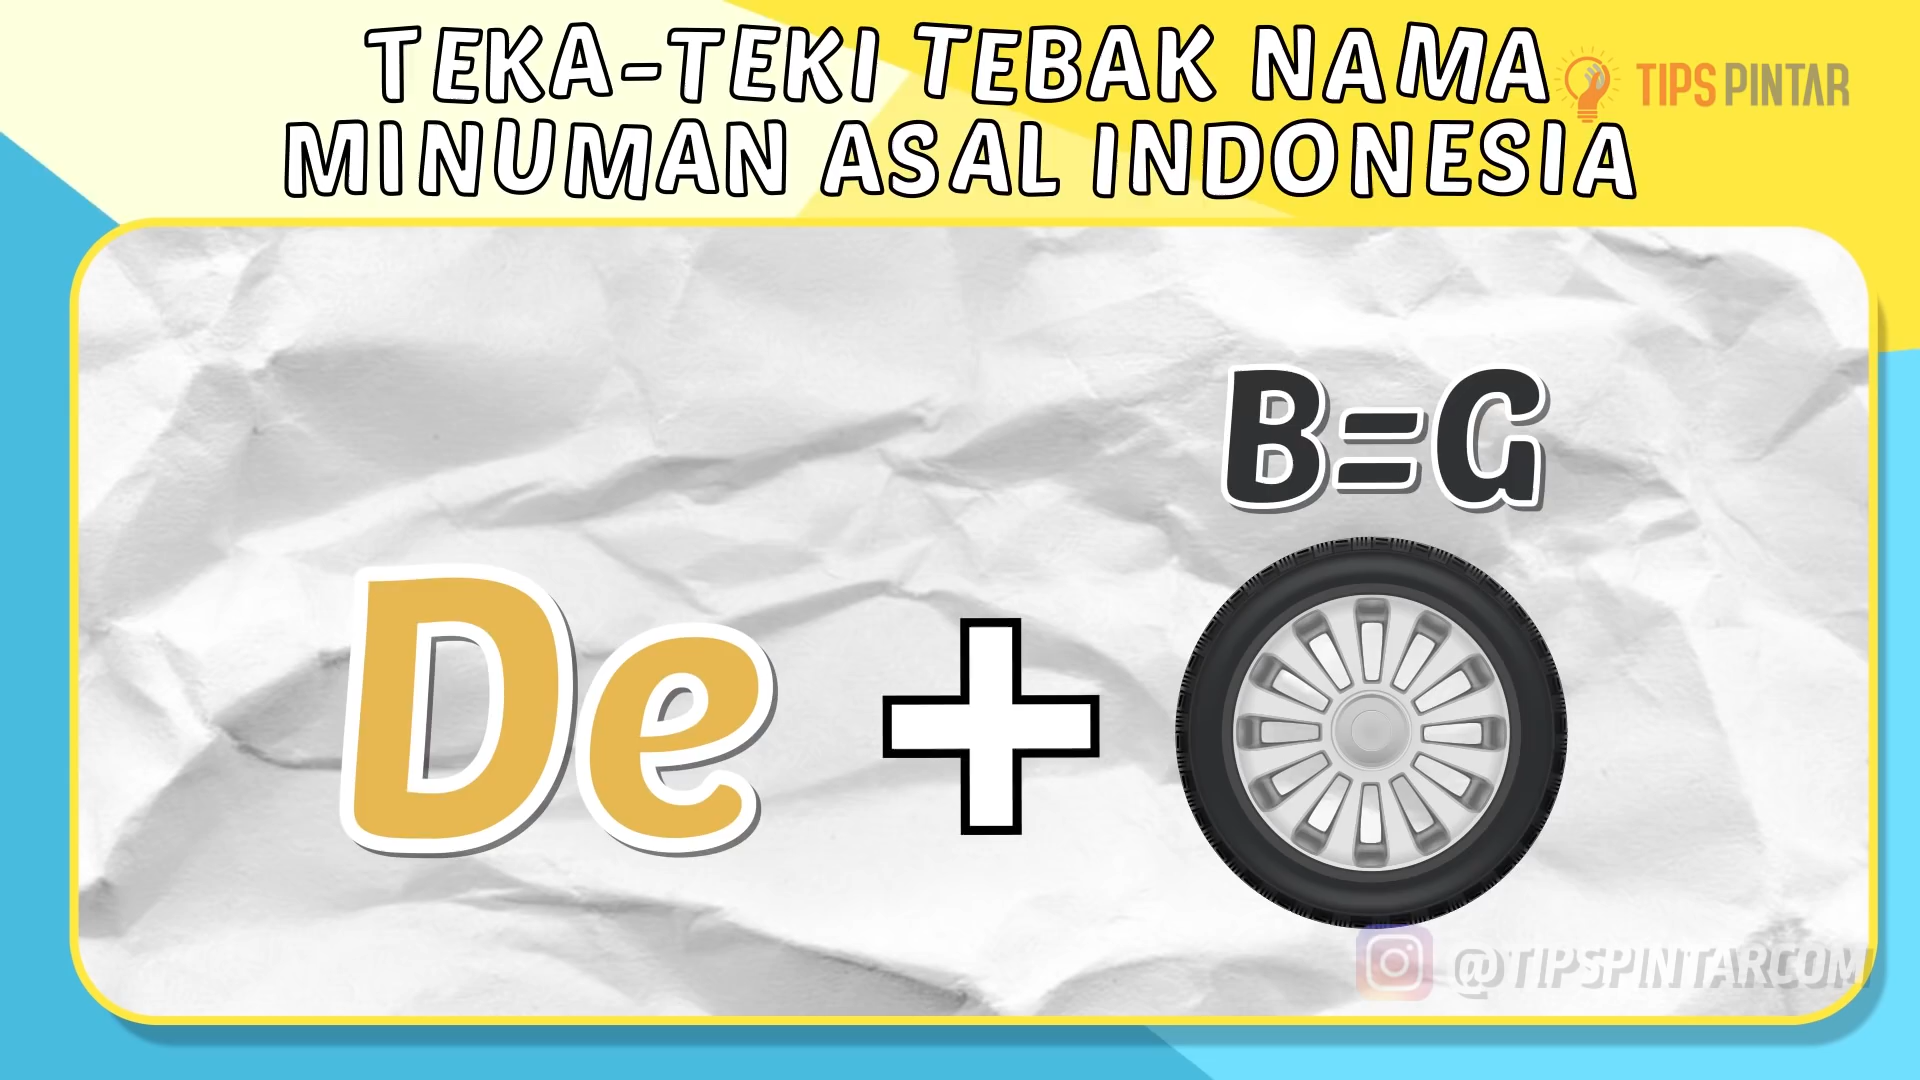 TEKA-TEKI TEBAK NAMA
MINUMAN ASAL INDONESIA
TIPS PINTAR
B=G
De
@TIPSPINTARCOM